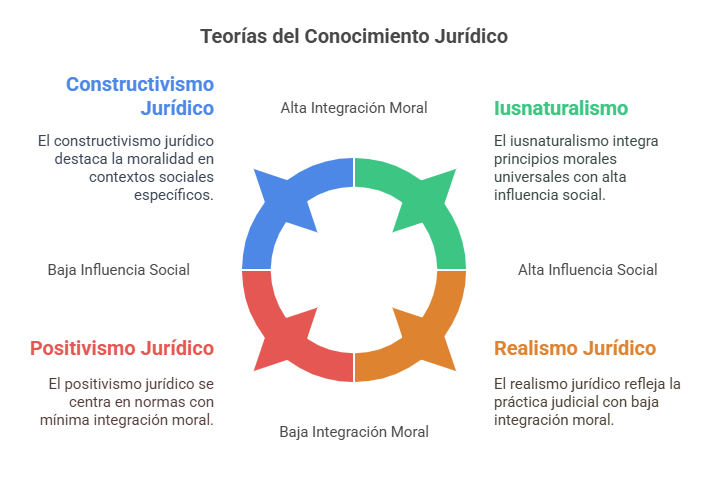 Teorías del Conocimiento Jurídico
Constructivismo
Jurídico
El constructivismo jurídico
destaca la moralidad en
contextos sociales
específicos.
Alta Integración Moral
Iusnaturalismo
El iusnaturalismo integra
principios morales
universales con alta
influencia social.
Baja Influencia Social
Alta Influencia Social
Positivismo Jurídico
El positivismo jurídico se
centra en normas con
mínima integración moral.
Realismo Jurídico
El realismo jurídico refleja la
práctica judicial con baja
integración moral.
Baja Integración Moral